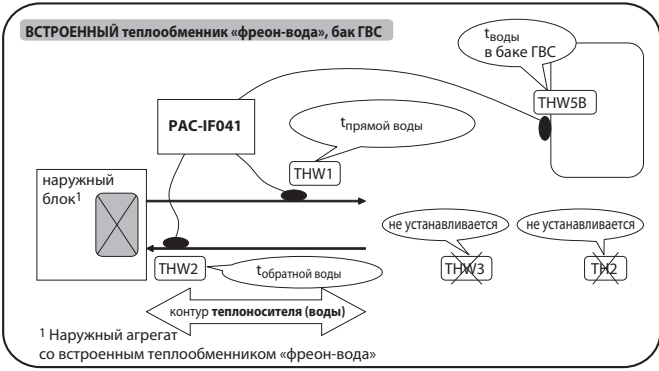 ВСТРОЕННЫЙ теплообменник «фреон-вода», бак ГВС
tводы
в баке ГВС
THW5B
PAC-IF041
tпрямой воды
THW1
наружный
блок1
не устанавливается
не устанавливается
THW2
tобратной воды
THW3
TH2
контур теплоносителя (воды)
1 Наружный агрегат
со встроенным теплообменником «фреон-вода»